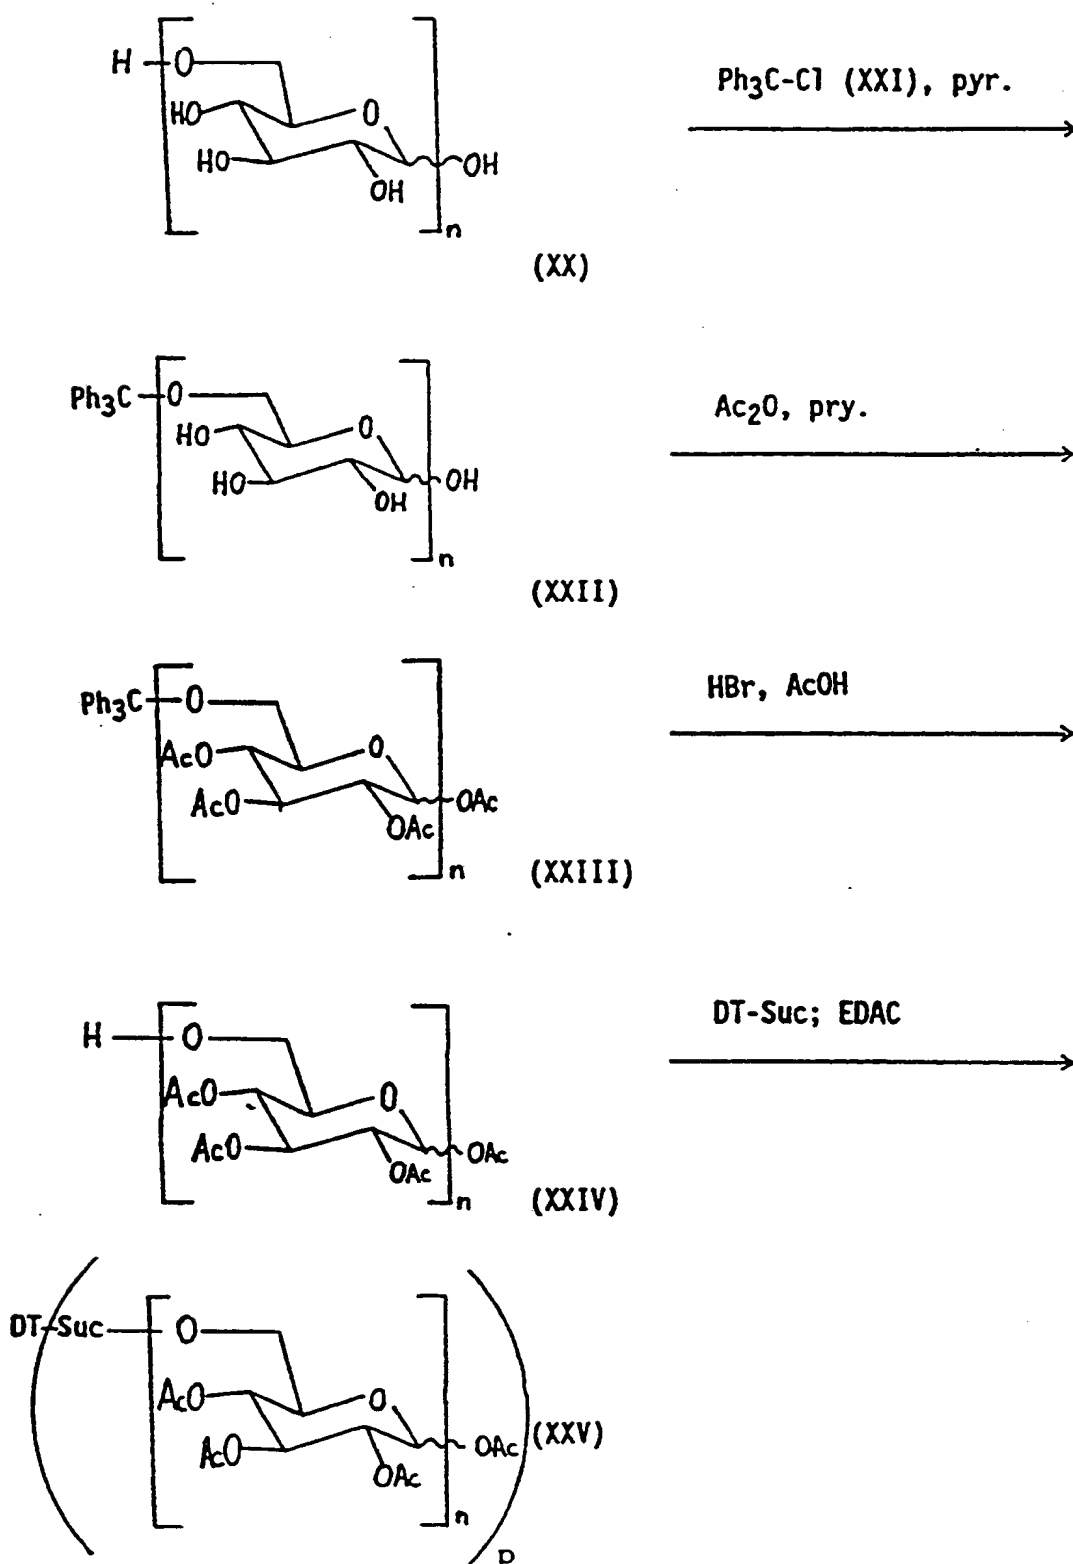 H O
HO O Ph₃C-Cl (XXI), pyr.
HO OH
OH
n
(XX)
Ph₃C O
HO O Ac₂O, pry.
HO OH
OH
n
(XXII)
Ph₃C O
AcO O HBr, AcOH
AcO OAc
OAc
n
(XXIII)
H O
AcO O DT-Suc; EDAC
AcO OAc
OAc
n
(XXIV)
DT-Suc O
AcO O
AcO OAc (XXV)
OAc
n
p